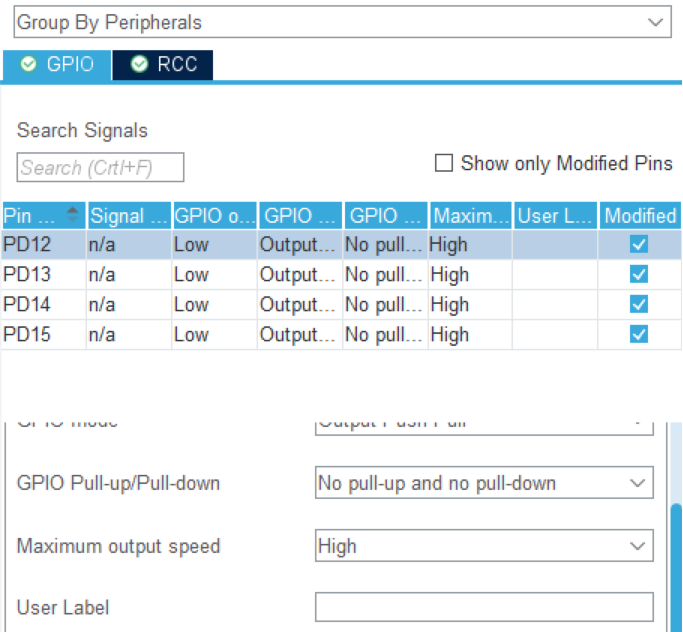 Group By Peripherals
GPIO RCC
Search Signals
Search (Crtl+F)
Show only Modified Pins
Pin ... Signal ... GPIO o... GPIO ... GPIO ... Maxim... User L... Modified
PD12 n/a Low Output... No pull... High
PD13 n/a Low Output... No pull... High
PD14 n/a Low Output... No pull... High
PD15 n/a Low Output... No pull... High
GPIO mode Output Push Pull
GPIO Pull-up/Pull-down No pull-up and no pull-down
Maximum output speed High
User Label